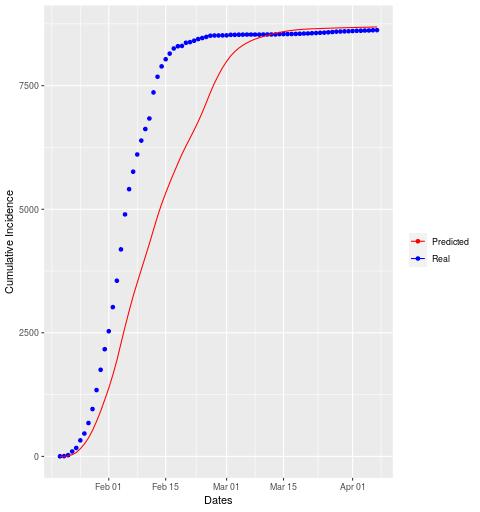 Cumulative Incidence
7500
5000
2500
0
Feb 01 Feb 15 Mar 01 Mar 15 Apr 01
Dates
Predicted
Real